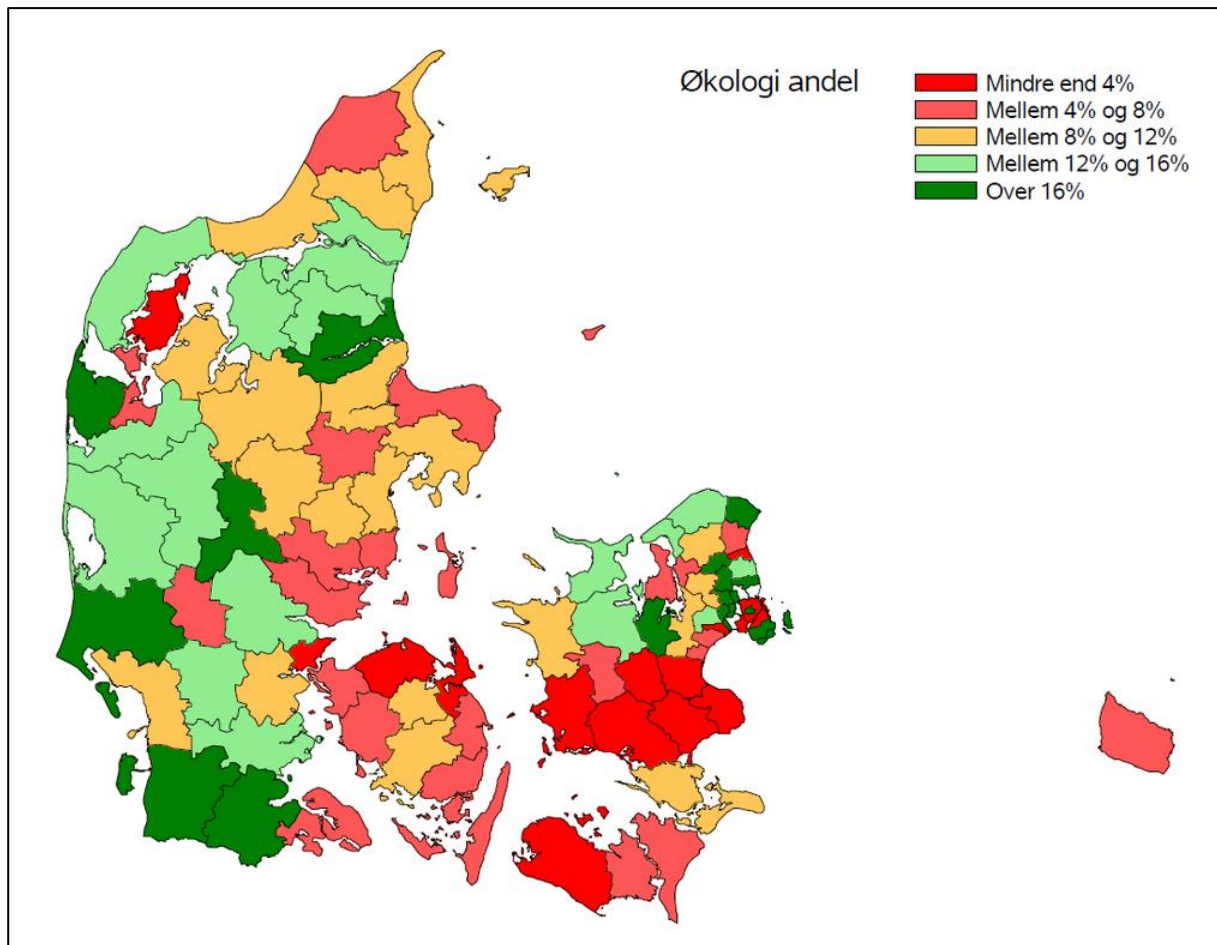 Økologi andel
Mindre end 4%
Mellem 4% og 8%
Mellem 8% og 12%
Mellem 12% og 16%
Over 16%